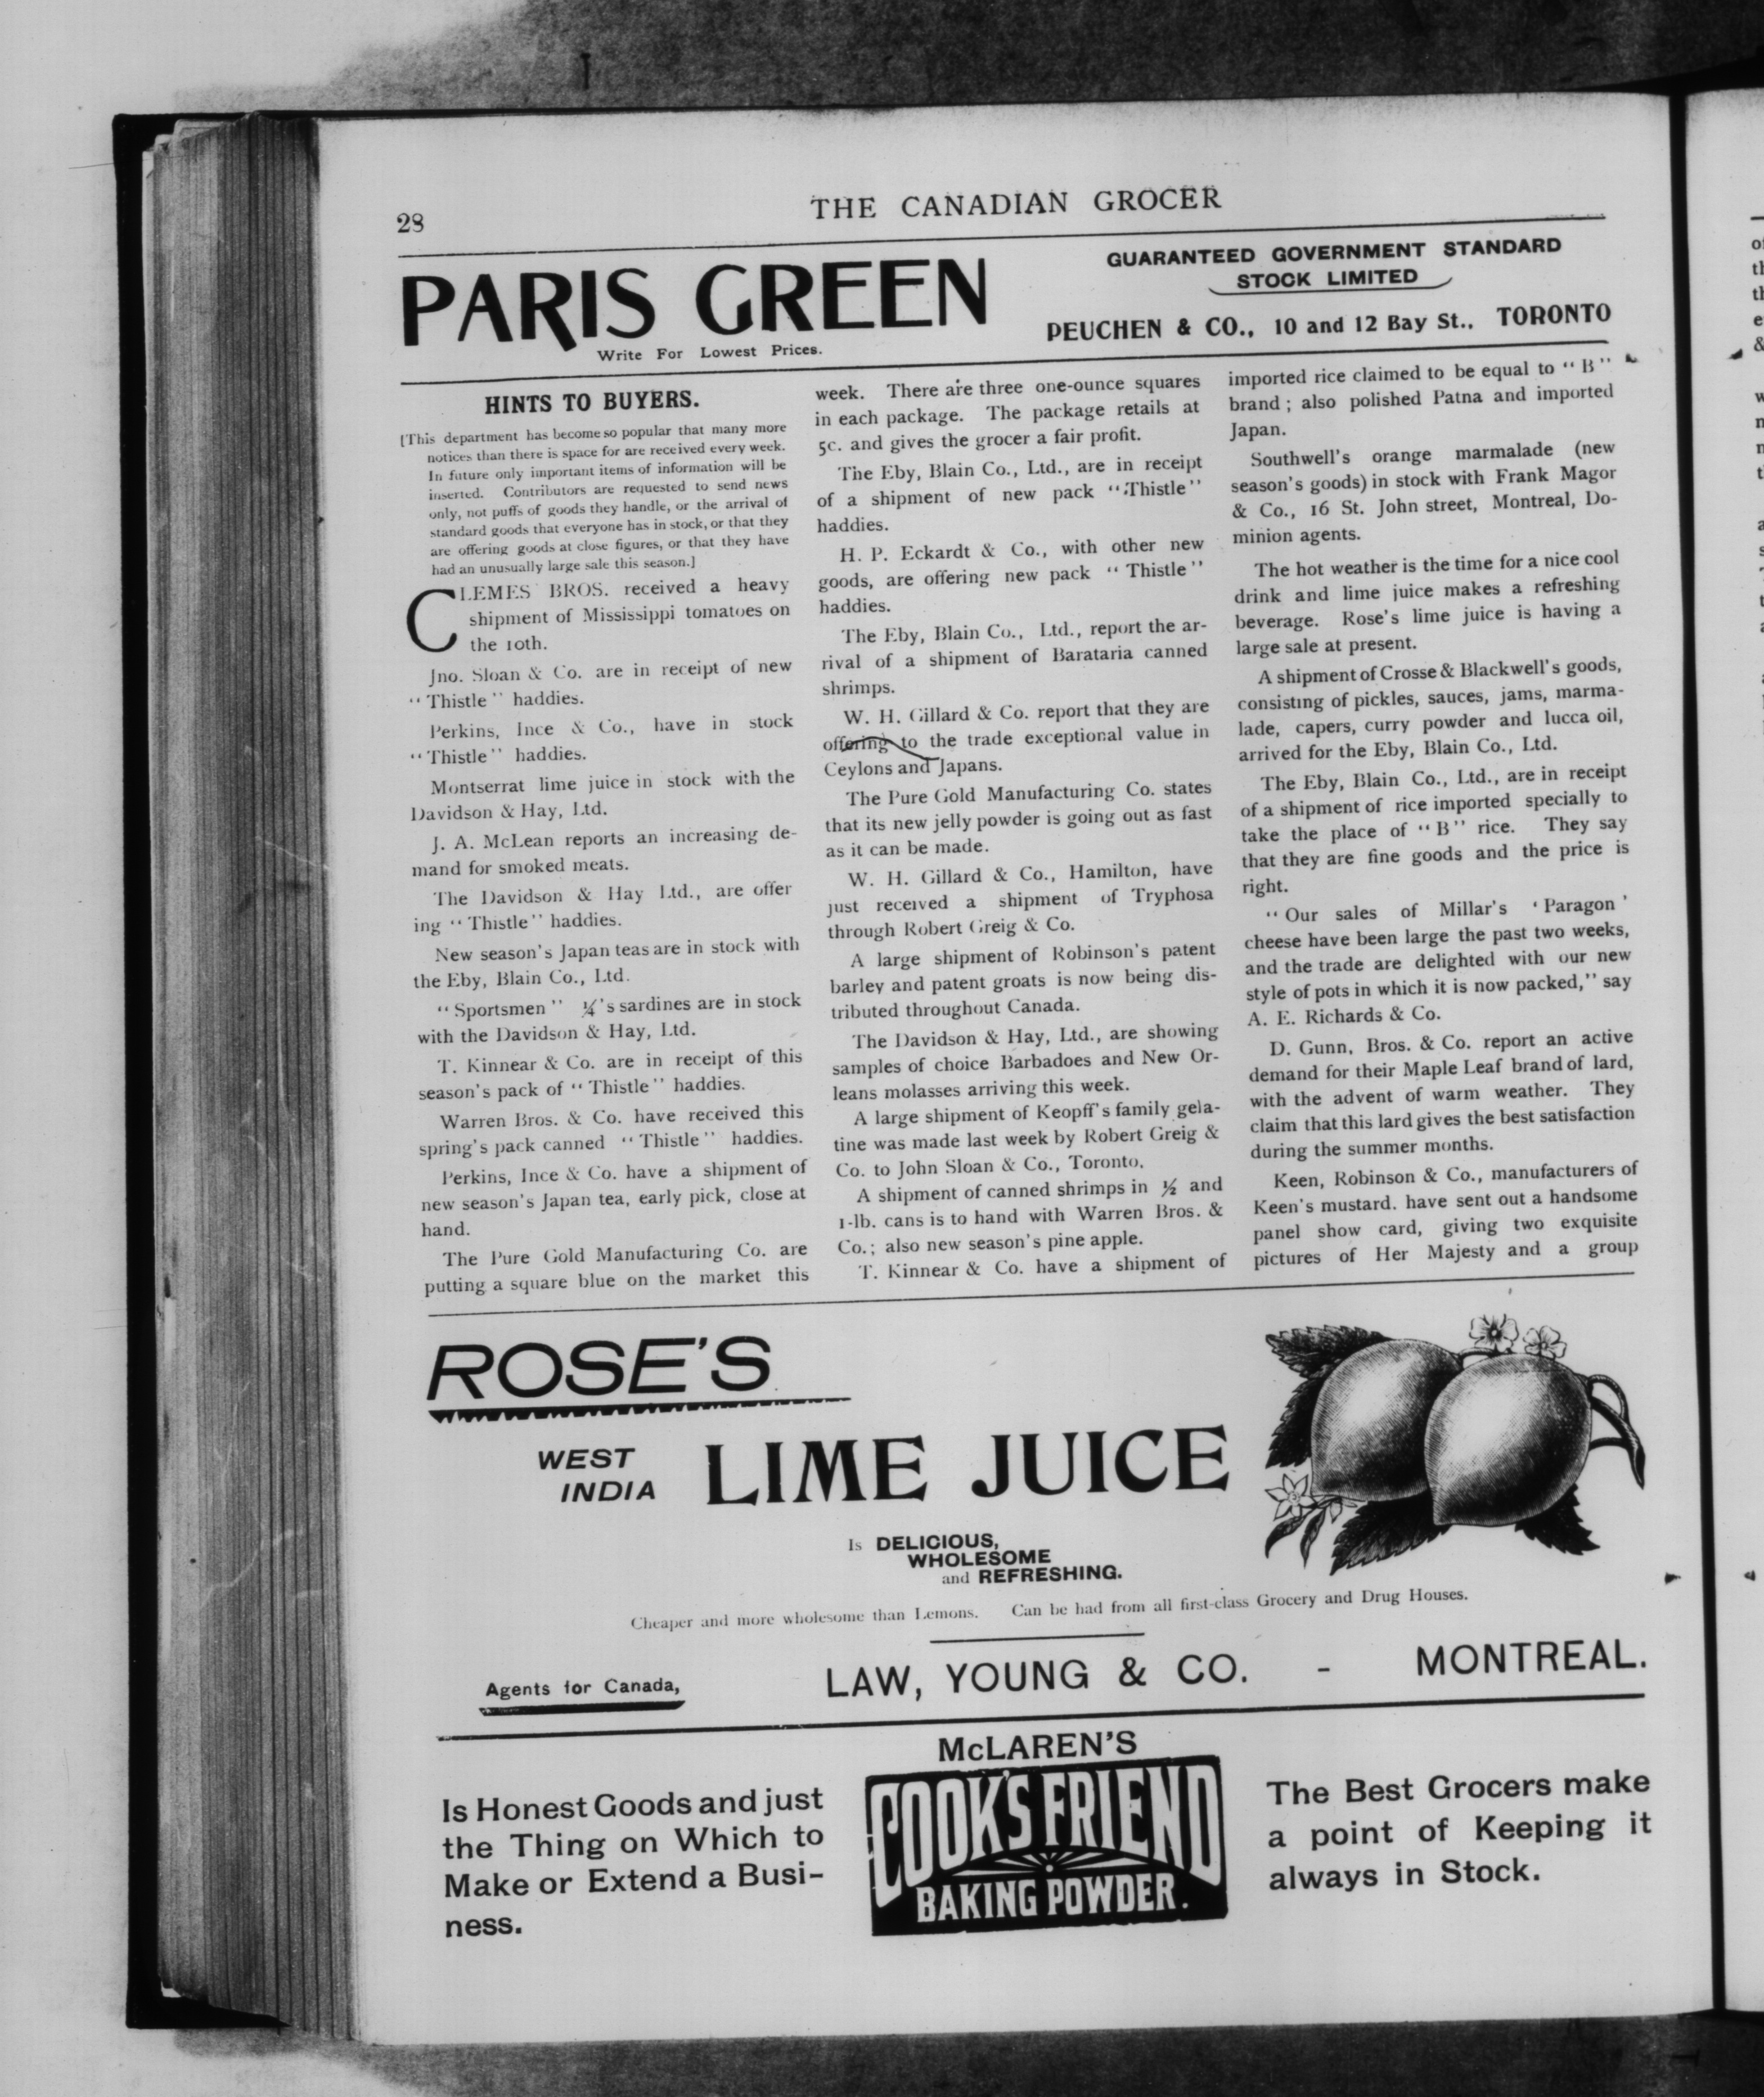 28
THE CANADIAN GROCER
PARIS GREEN
Write For Lowest Prices.
GUARANTEED GOVERNMENT STANDARD
STOCK LIMITED
PEUCHEN & CO., 10 and 12 Bay St., TORONTO
HINTS TO BUYERS.
[This department has become so popular that many more
notices than there is space for are received every week.
In future only important items of information will be
inserted. Contributors are requested to send news
only, not puffs of goods they handle, or the arrival of
standard goods that everyone has in stock, or that they
are offering goods at close figures, or that they have
had an unusually large sale this season.]
CLEMES BROS. received a heavy
shipment of Mississippi tomatoes on
the 10th.
Jno. Sloan & Co. are in receipt of new
"Thistle" haddies.
Perkins, Ince & Co., have in stock
"Thistle" haddies.
Montserrat lime juice in stock with the
Davidson & Hay, Ltd.
J. A. McLean reports an increasing de-
mand for smoked meats.
The Davidson & Hay Ltd., are offer
ing "Thistle" haddies.
New season's Japan teas are in stock with
the Eby, Blain Co., Ltd.
"Sportsmen" ¼'s sardines are in stock
with the Davidson & Hay, Ltd.
T. Kinnear & Co. are in receipt of this
season's pack of "Thistle" haddies.
Warren Bros. & Co. have received this
spring's pack canned "Thistle" haddies.
Perkins, Ince & Co. have a shipment of
new season's Japan tea, early pick, close at
hand.
The Pure Gold Manufacturing Co. are
putting a square blue on the market this
week. There are three one-ounce squares
in each package. The package retails at
5c. and gives the grocer a fair profit.
The Eby, Blain Co., Ltd., are in receipt
of a shipment of new pack "Thistle"
haddies.
H. P. Eckardt & Co., with other new
goods, are offering new pack "Thistle"
haddies.
The Eby, Blain Co., Ltd., report the ar-
rival of a shipment of Barataria canned
shrimps.
W. H. Gillard & Co. report that they are
offering to the trade exceptional value in
Ceylons and Japans.
The Pure Gold Manufacturing Co. states
that its new jelly powder is going out as fast
as it can be made.
W. H. Gillard & Co., Hamilton, have
just received a shipment of Tryphosa
through Robert Greig & Co.
A large shipment of Robinson's patent
barley and patent groats is now being dis-
tributed throughout Canada.
The Davidson & Hay, Ltd., are showing
samples of choice Barbadoes and New Or-
leans molasses arriving this week.
A large shipment of Keopff's family gela-
tine was made last week by Robert Greig &
Co. to John Sloan & Co., Toronto.
A shipment of canned shrimps in ½ and
1-lb. cans is to hand with Warren Bros. &
Co.; also new season's pine apple.
T. Kinnear & Co. have a shipment of
imported rice claimed to be equal to "B"
brand; also polished Patna and imported
Japan.
Southwell's orange marmalade (new
season's goods) in stock with Frank Magor
& Co., 16 St. John street, Montreal, Do-
minion agents.
The hot weather is the time for a nice cool
drink and lime juice makes a refreshing
beverage. Rose's lime juice is having a
large sale at present.
A shipment of Crosse & Blackwell's goods,
consisting of pickles, sauces, jams, marma-
lade, capers, curry powder and lucca oil,
arrived for the Eby, Blain Co., Ltd.
The Eby, Blain Co., Ltd., are in receipt
of a shipment of rice imported specially to
take the place of "B" rice. They say
that they are fine goods and the price is
right.
"Our sales of Millar's 'Paragon'
cheese have been large the past two weeks,
and the trade are delighted with our new
style of pots in which it is now packed," say
A. E. Richards & Co.
D. Gunn, Bros. & Co. report an active
demand for their Maple Leaf brand of lard,
with the advent of warm weather. They
claim that this lard gives the best satisfaction
during the summer months.
Keen, Robinson & Co., manufacturers of
Keen's mustard. have sent out a handsome
panel show card, giving two exquisite
pictures of Her Majesty and a group
ROSE'S
WEST
INDIA
LIME JUICE
Is DELICIOUS,
WHOLESOME
and REFRESHING.
Cheaper and more wholesome than Lemons. Can be had from all first-class Grocery and Drug Houses.
Agents for Canada,
LAW, YOUNG & CO. - MONTREAL.
Is Honest Goods and just
the Thing on Which to
Make or Extend a Busi-
ness.
McLAREN'S
COOK'S FRIEND
BAKING POWDER.
The Best Grocers make
a point of Keeping it
always in Stock.